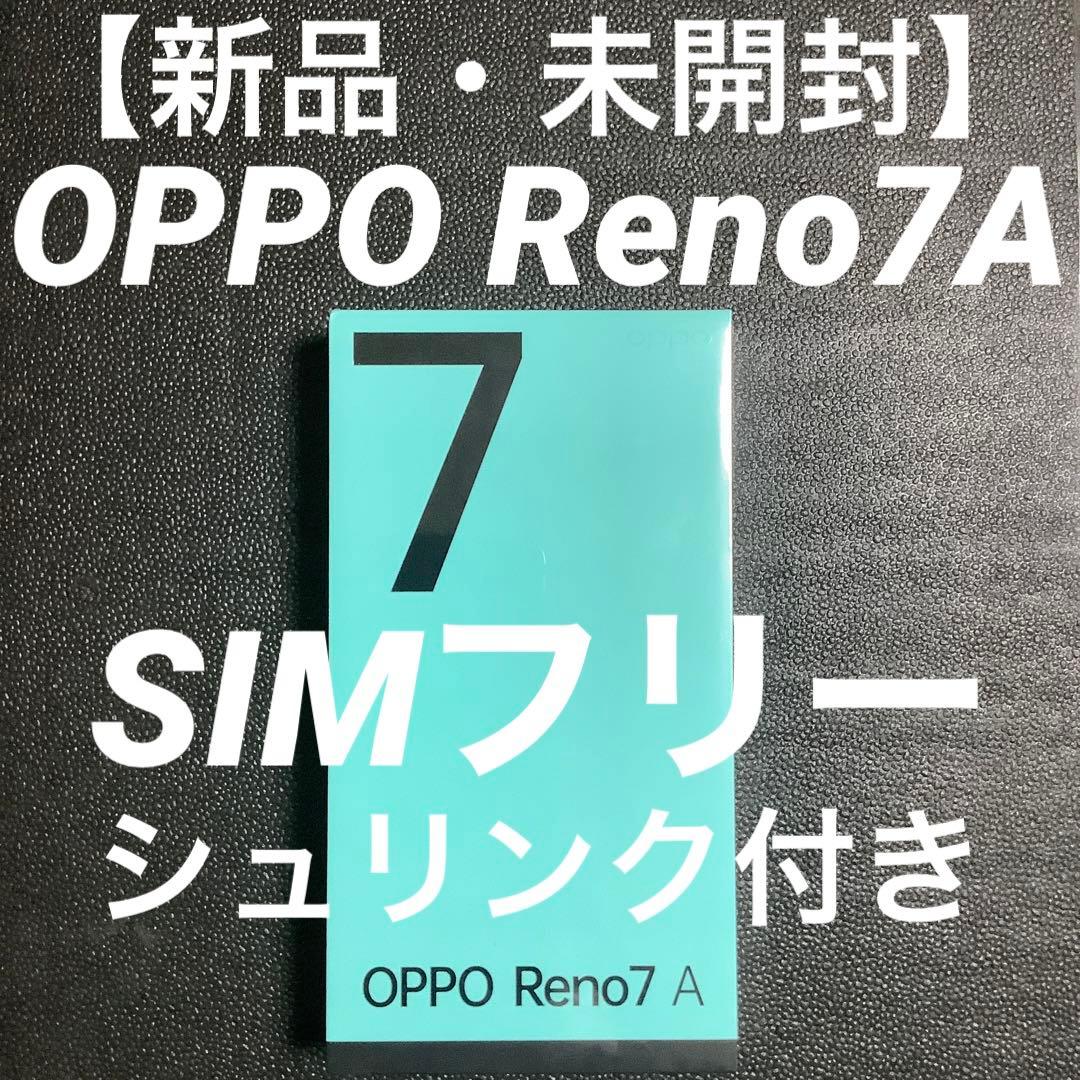 【新品・未開封】
OPPO Reno7A
oppo
7
SIMフリー
シュリンク付き
OPPO Reno7 A